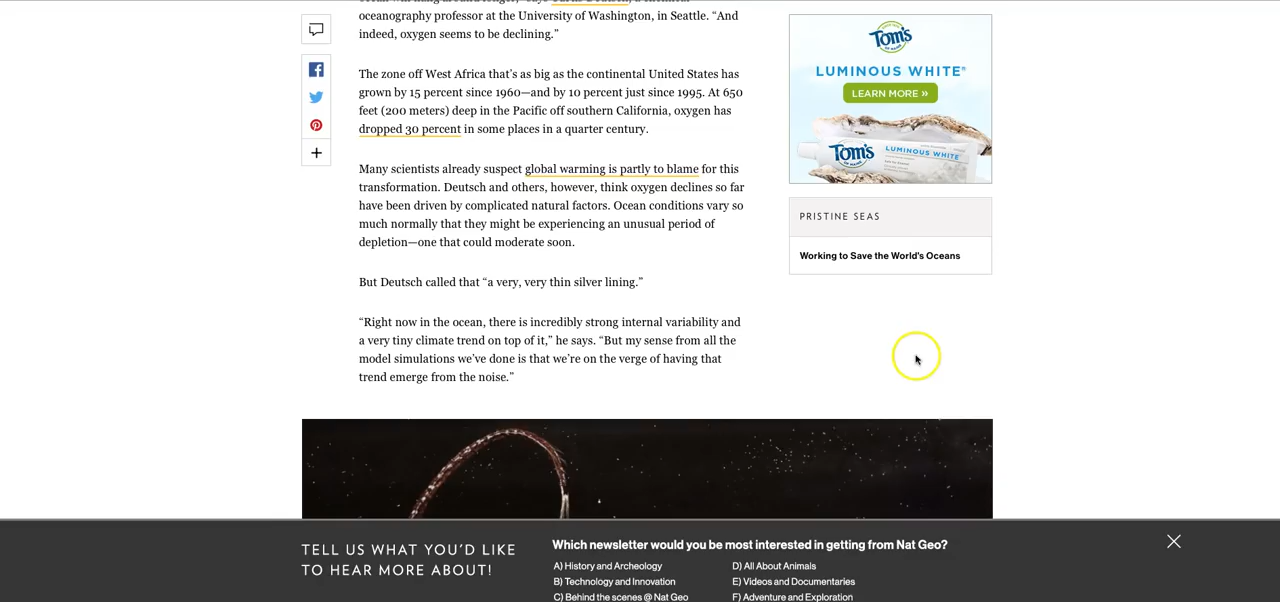 oceanography professor at the University of Washington, in Seattle. “And
indeed, oxygen seems to be declining.”
The zone off West Africa that’s as big as the continental United States has
grown by 15 percent since 1960—and by 10 percent just since 1995. At 650
feet (200 meters) deep in the Pacific off southern California, oxygen has
dropped 30 percent in some places in a quarter century.
Many scientists already suspect global warming is partly to blame for this
transformation. Deutsch and others, however, think oxygen declines so far
have been driven by complicated natural factors. Ocean conditions vary so
much normally that they might be experiencing an unusual period of
depletion—one that could moderate soon.
But Deutsch called that “a very, very thin silver lining.”
“Right now in the ocean, there is incredibly strong internal variability and
a very tiny climate trend on top of it,” he says. “But my sense from all the
model simulations we’ve done is that we’re on the verge of having that
trend emerge from the noise.”
Tom's
OF MAINE
LUMINOUS WHITE®
LEARN MORE »
Tom's
OF MAINE
LUMINOUS WHITE
PRISTINE SEAS
Working to Save the World's Oceans
TELL US WHAT YOU'D LIKE
TO HEAR MORE ABOUT!
Which newsletter would you be most interested in getting from Nat Geo?
A) History and Archeology
B) Technology and Innovation
C) Behind the scenes @ Nat Geo
D) All About Animals
E) Videos and Documentaries
F) Adventure and Exploration